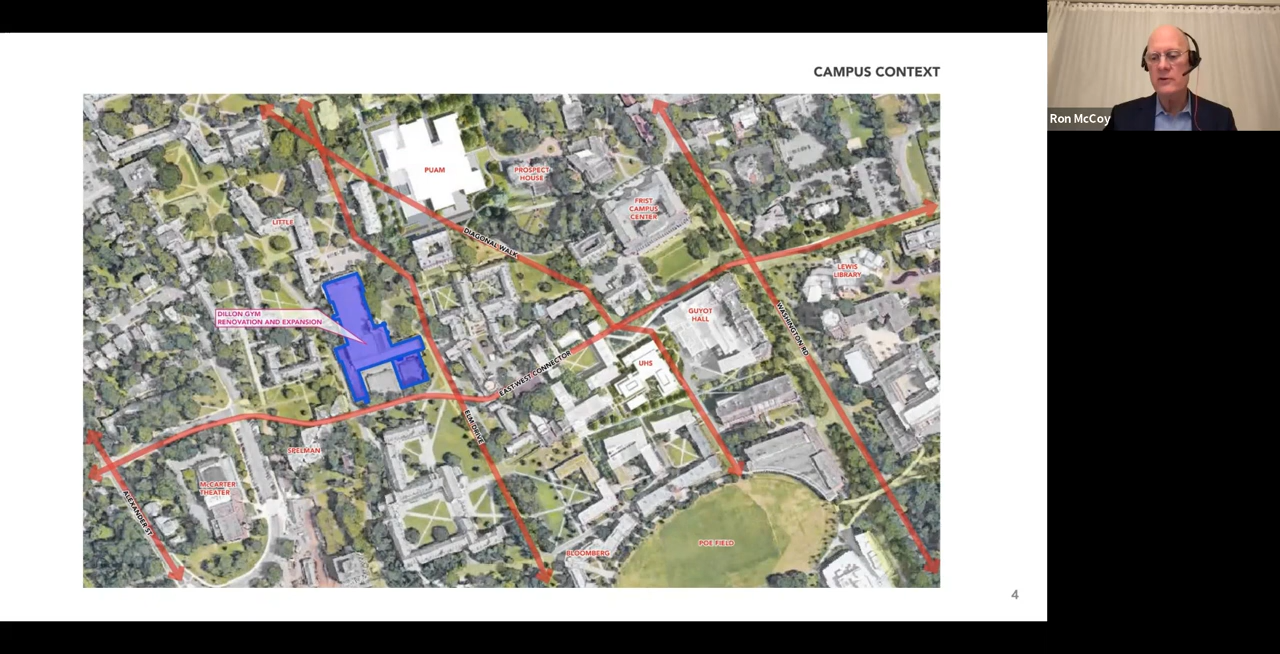 CAMPUS CONTEXT
Ron McCoy
PUAM
PROSPECT
HOUSE
FRIST
CAMPUS
CENTER
LITTLE
DIAGONAL WALK
LEWIS
LIBRARY
DILLON GYM
RENOVATION AND EXPANSION
GUYOT
HALL
WASHINGTON RD
UHS
EAST-WEST CONNECTOR
ELM DRIVE
SPELMAN
McCARTER
THEATER
ALEXANDER ST
BLOOMBERG
POE FIELD
4